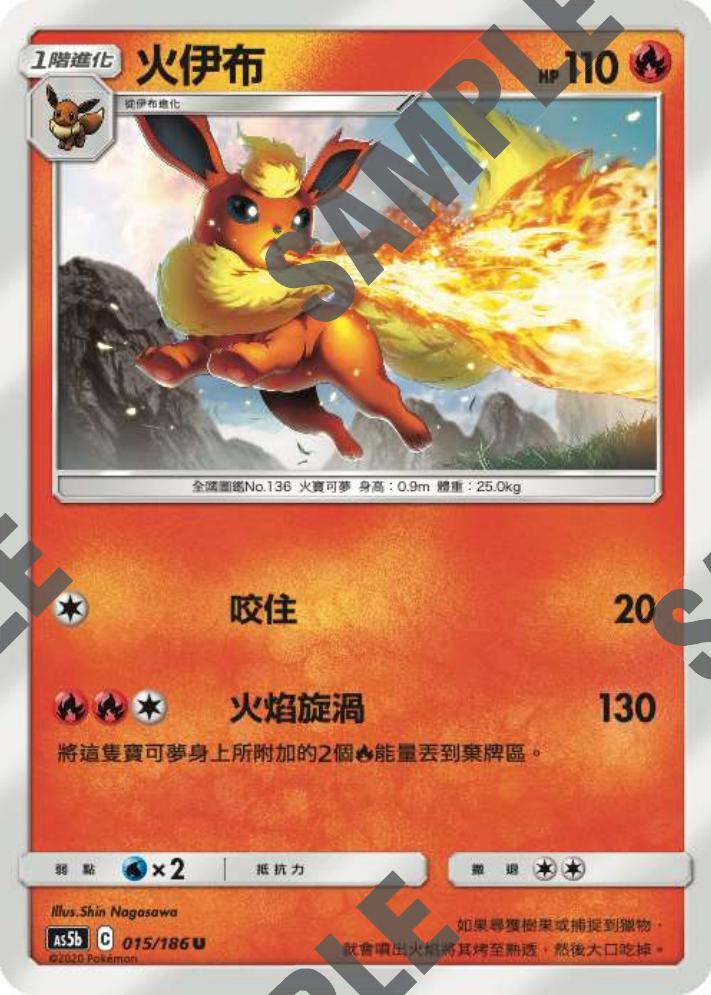 1階進化 火伊布 HP110
從伊布進化
全國圖鑑No.136 火寶可夢 身高：0.9m 體重：25.0kg
咬住 20
火焰旋渦 130
將這隻寶可夢身上所附加的2個能量丟到棄牌區。
弱點 ×2 抵抗力 撤退
Illus.Shin Nagasawa
AS5b C 015/186 U
©2020 Pokémon
如果尋獲樹果或捕捉到獵物，
就會噴出火焰將其烤至熟透，然後大口吃掉。
SAMPLE